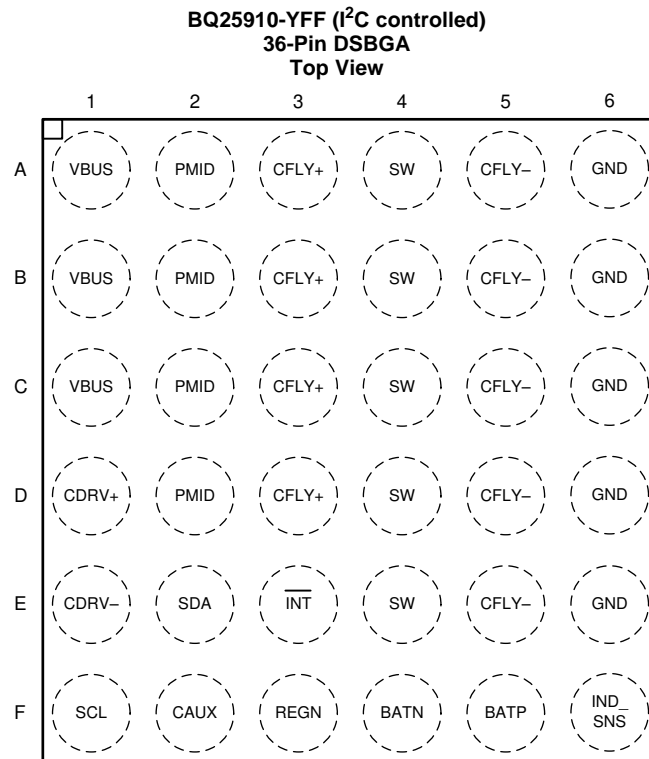 BQ25910-YFF (I²C controlled)
36-Pin DSBGA
Top View
1 2 3 4 5 6
A VBUS PMID CFLY+ SW CFLY– GND
B VBUS PMID CFLY+ SW CFLY– GND
C VBUS PMID CFLY+ SW CFLY– GND
D CDRV+ PMID CFLY+ SW CFLY– GND
E CDRV– SDA I̅N̅T̅ SW CFLY– GND
F SCL CAUX REGN BATN BATP IND_
SNS